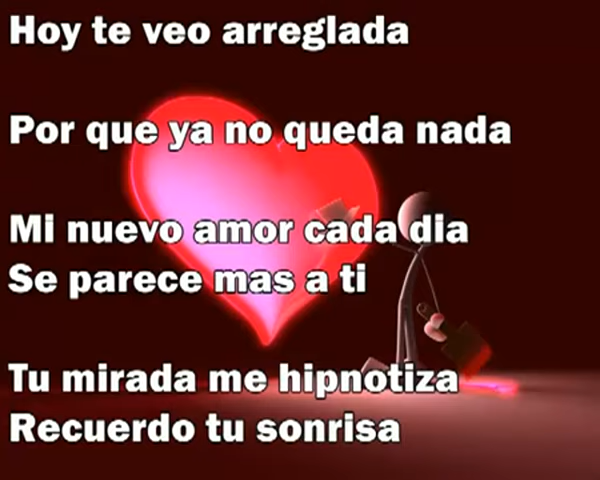 Hoy te veo arreglada
Por que ya no queda nada
Mi nuevo amor cada dia
Se parece mas a ti
Tu mirada me hipnotiza
Recuerdo tu sonrisa